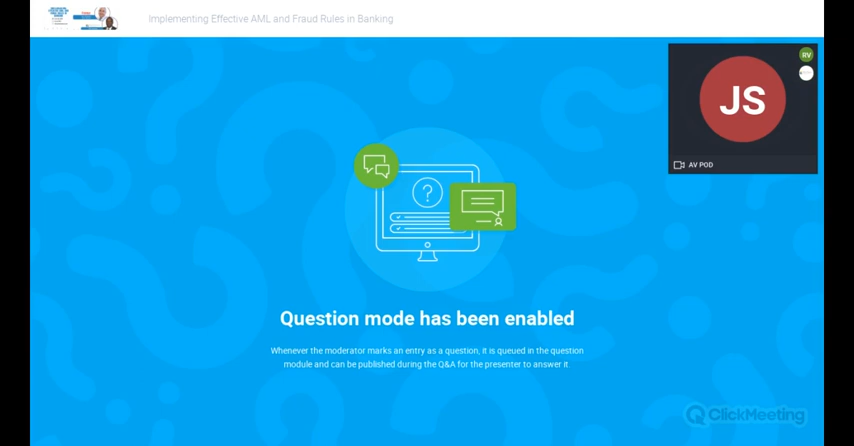 Implementing Effective AML and Fraud Rules in Banking
RV
JS
AV POD
?
Question mode has been enabled
Whenever the moderator marks an entry as a question, it is queued in the question
module and can be published during the Q&A for the presenter to answer it.
ClickMeeting